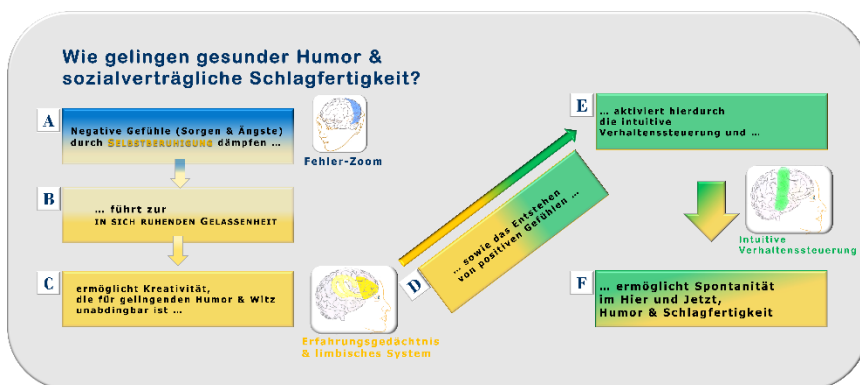 Wie gelingen gesunder Humor &
sozialverträgliche Schlagfertigkeit?
A
Negative Gefühle (Sorgen & Ängste)
durch SELBSTBERUHIGUNG dämpfen ...
Fehler-Zoom
B
... führt zur
IN SICH RUHENDEN GELASSENHEIT
C
ermöglicht Kreativität,
die für gelingenden Humor & Witz
unabdingbar ist ...
Erfahrungsgedächtnis
& limbisches System
D
... sowie das Entstehen
von positiven Gefühlen ...
E
... aktiviert hierdurch
die intuitive
Verhaltenssteuerung und ...
Intuitive
Verhaltenssteuerung
F
... ermöglicht Spontanität
im Hier und Jetzt,
Humor & Schlagfertigkeit